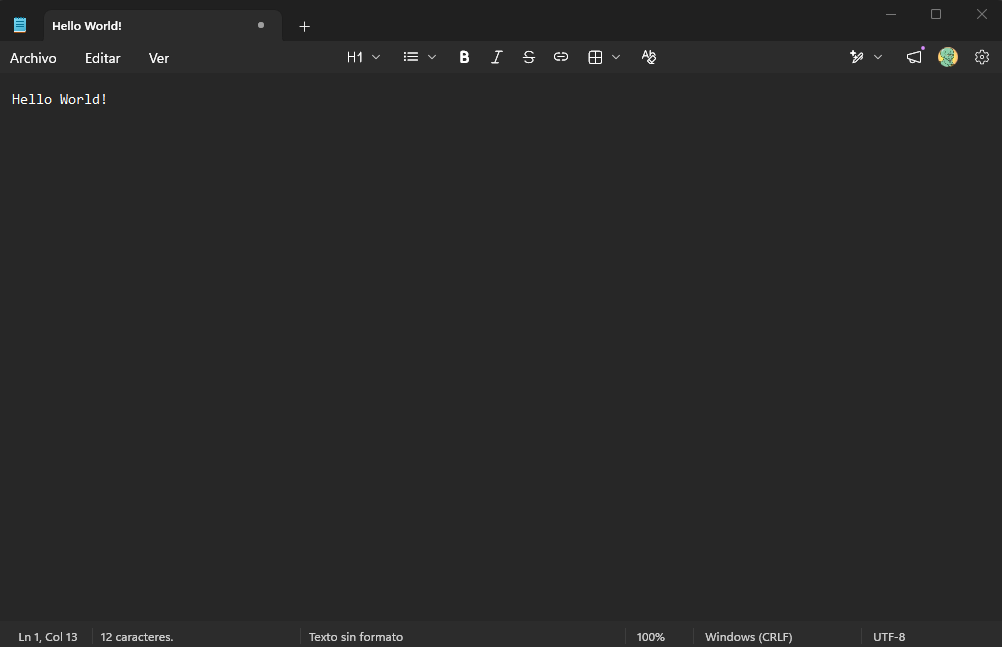 Hello World!
Archivo Editar Ver H1 B I S Ab
Hello World!
Ln 1, Col 13 12 caracteres. Texto sin formato 100% Windows (CRLF) UTF-8